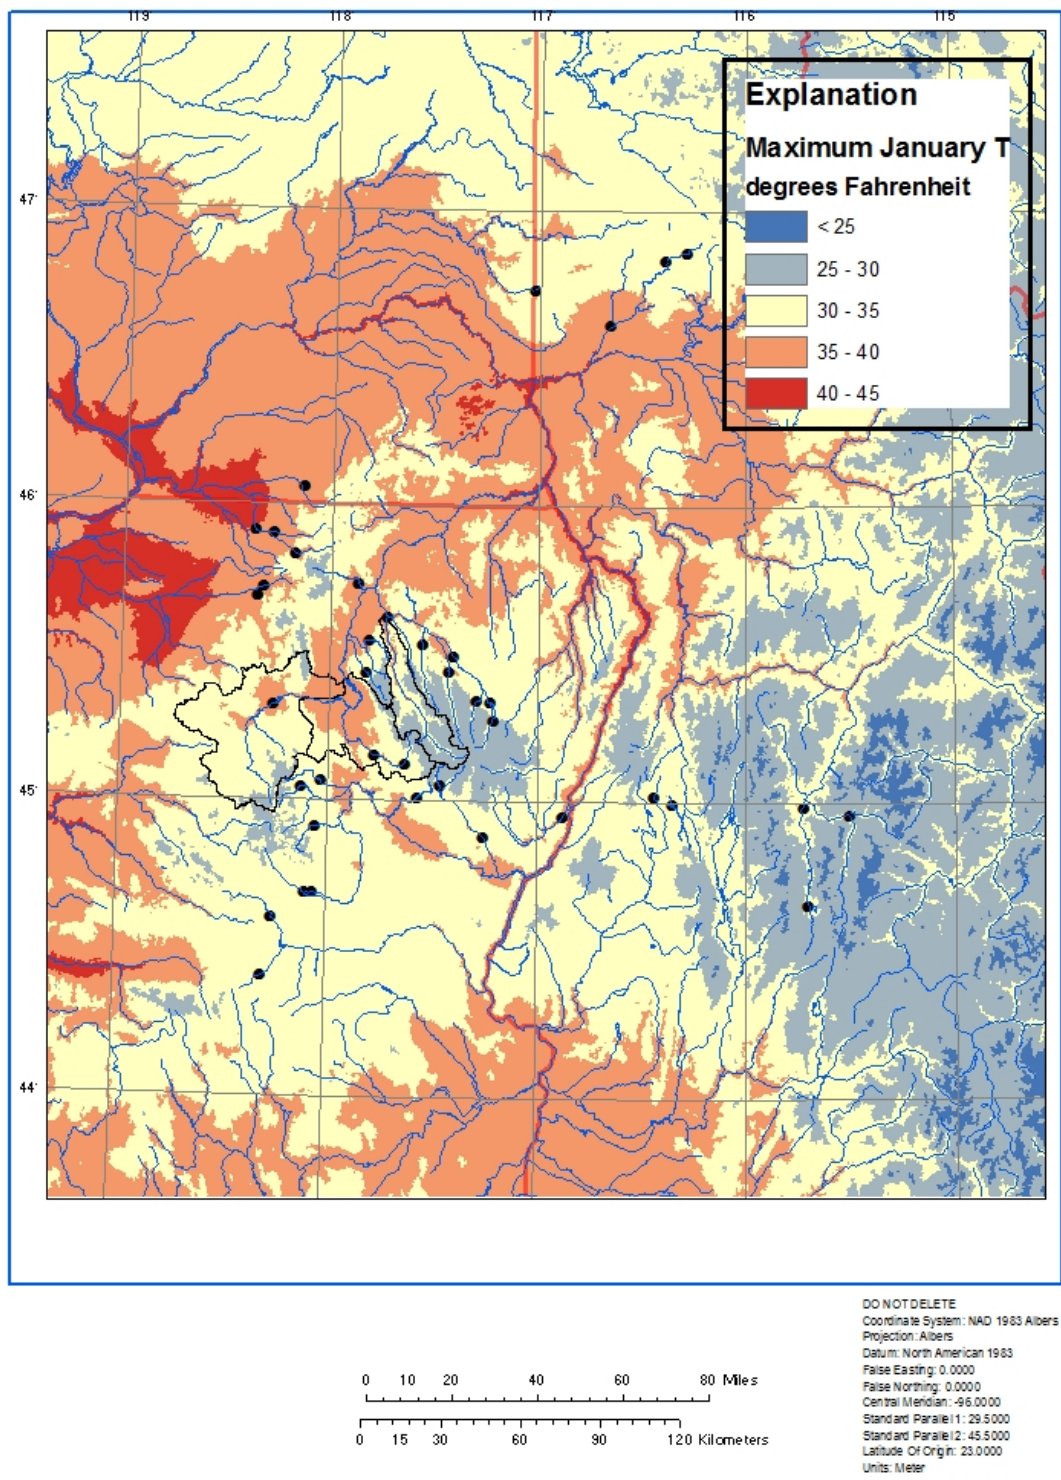 119˙ 118˙ 117˙ 116˙ 115˙
Explanation
Maximum January T
degrees Fahrenheit
< 25
25 - 30
30 - 35
35 - 40
40 - 45
47˙
46˙
45˙
44˙
DO NOT DELETE
Coordinate System: NAD 1983 Albers
Projection: Albers
Datum: North American 1983
False Easting: 0.0000
False Northing: 0.0000
Central Meridian: -96.0000
Standard Parallel 1: 29.5000
Standard Parallel 2: 45.5000
Latitude Of Origin: 23.0000
Units: Meter
0 10 20 40 60 80 Miles
0 15 30 60 90 120 Kilometers